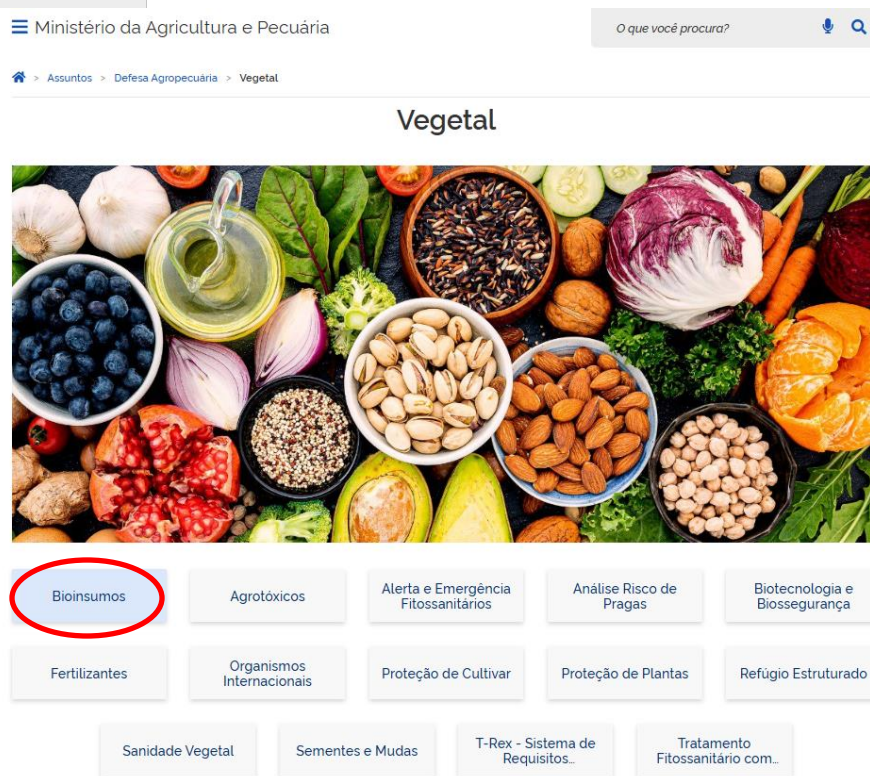 Ministério da Agricultura e Pecuária
O que você procura?
> Assuntos > Defesa Agropecuária > Vegetal
Vegetal
Bioinsumos
Agrotóxicos
Alerta e Emergência
Fitossanitários
Análise Risco de
Pragas
Biotecnologia e
Biossegurança
Fertilizantes
Organismos
Internacionais
Proteção de Cultivar
Proteção de Plantas
Refúgio Estruturado
Sanidade Vegetal
Sementes e Mudas
T-Rex - Sistema de
Requisitos...
Tratamento
Fitossanitário com...